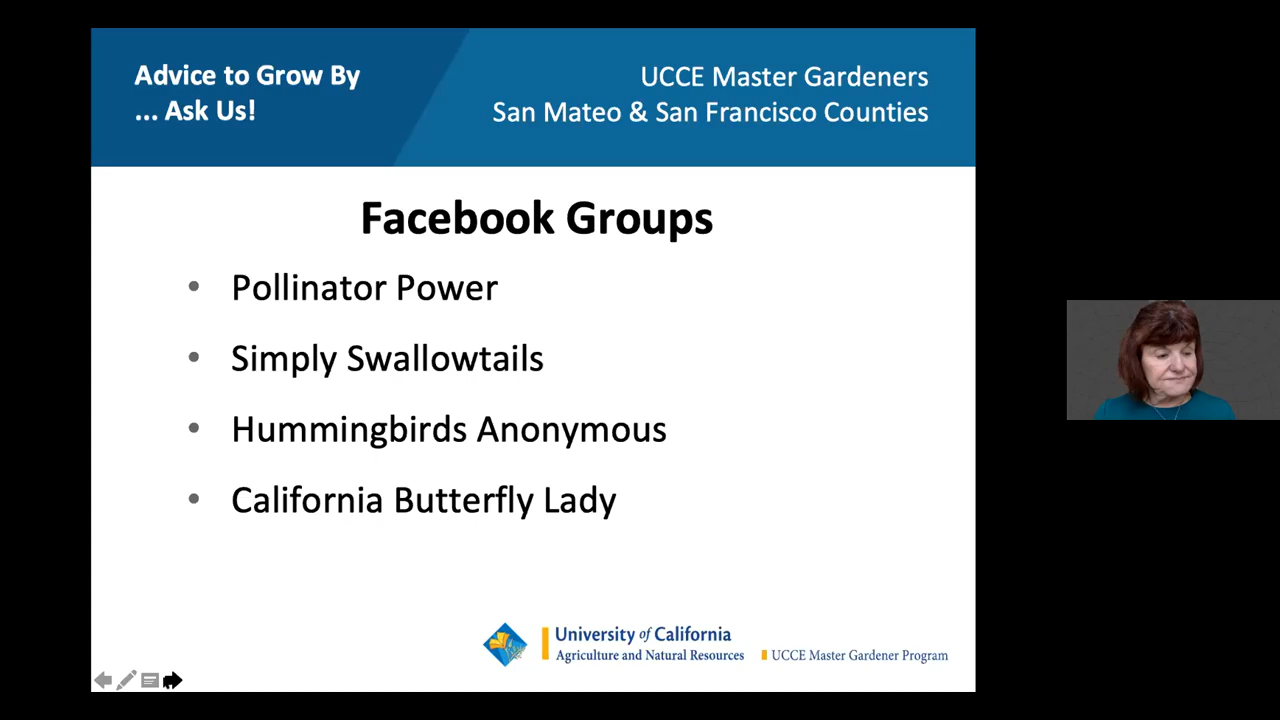 Advice to Grow By
... Ask Us!
UCCE Master Gardeners
San Mateo & San Francisco Counties
Facebook Groups
• Pollinator Power
• Simply Swallowtails
• Hummingbirds Anonymous
• California Butterfly Lady
University of California
Agriculture and Natural Resources
UCCE Master Gardener Program